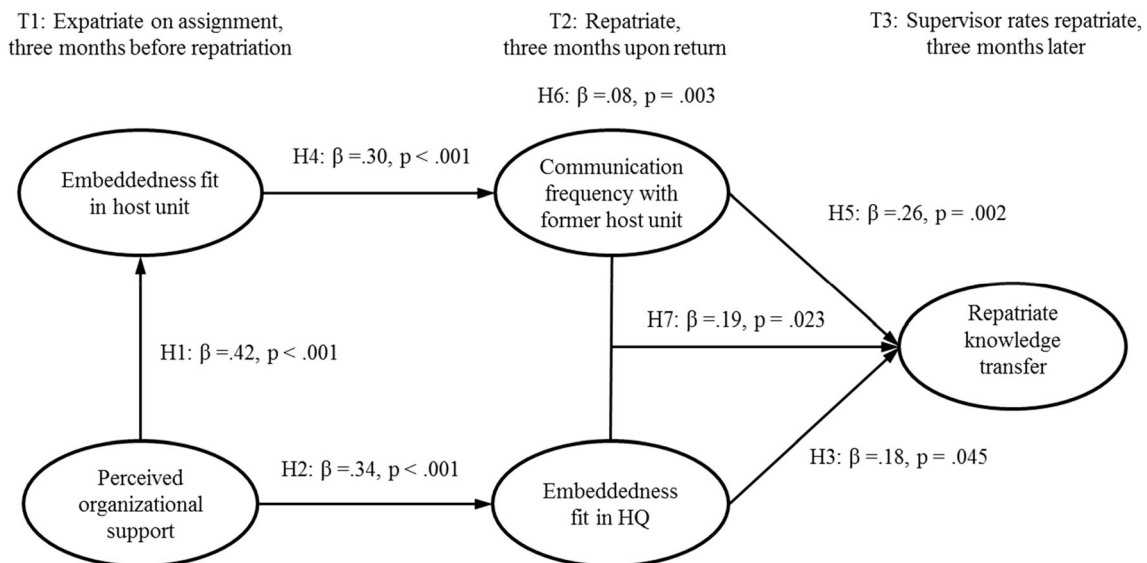 T1: Expatriate on assignment,
three months before repatriation
T2: Repatriate,
three months upon return
T3: Supervisor rates repatriate,
three months later
H6: β =.08, p = .003
Embeddedness fit
in host unit
H4: β =.30, p < .001
Communication
frequency with
former host unit
H5: β =.26, p = .002
H1: β =.42, p < .001
H7: β =.19, p = .023
Repatriate
knowledge
transfer
Perceived
organizational
support
H2: β =.34, p < .001
Embeddedness
fit in HQ
H3: β =.18, p = .045